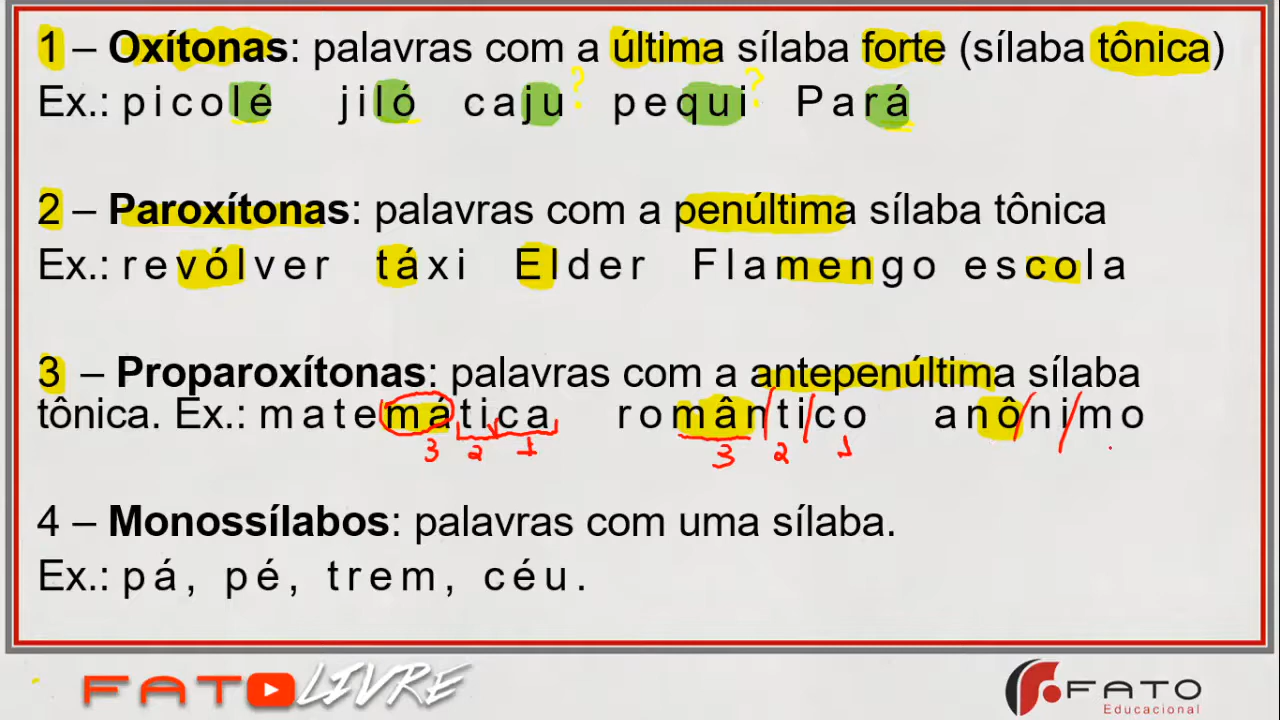 1 – Oxítonas: palavras com a última sílaba forte (sílaba tônica)
Ex.: picolé jiló caju? pequi? Pará
2 – Paroxítonas: palavras com a penúltima sílaba tônica
Ex.: revólver táxi Elder Flamengo escola
3 – Proparoxítonas: palavras com a antepenúltima sílaba
tônica. Ex.: matemática romântico anônimo
3 2 1 3 2 1
4 – Monossílabos: palavras com uma sílaba.
Ex.: pá, pé, trem, céu.
FATO LIVRE
FATO
Educacional